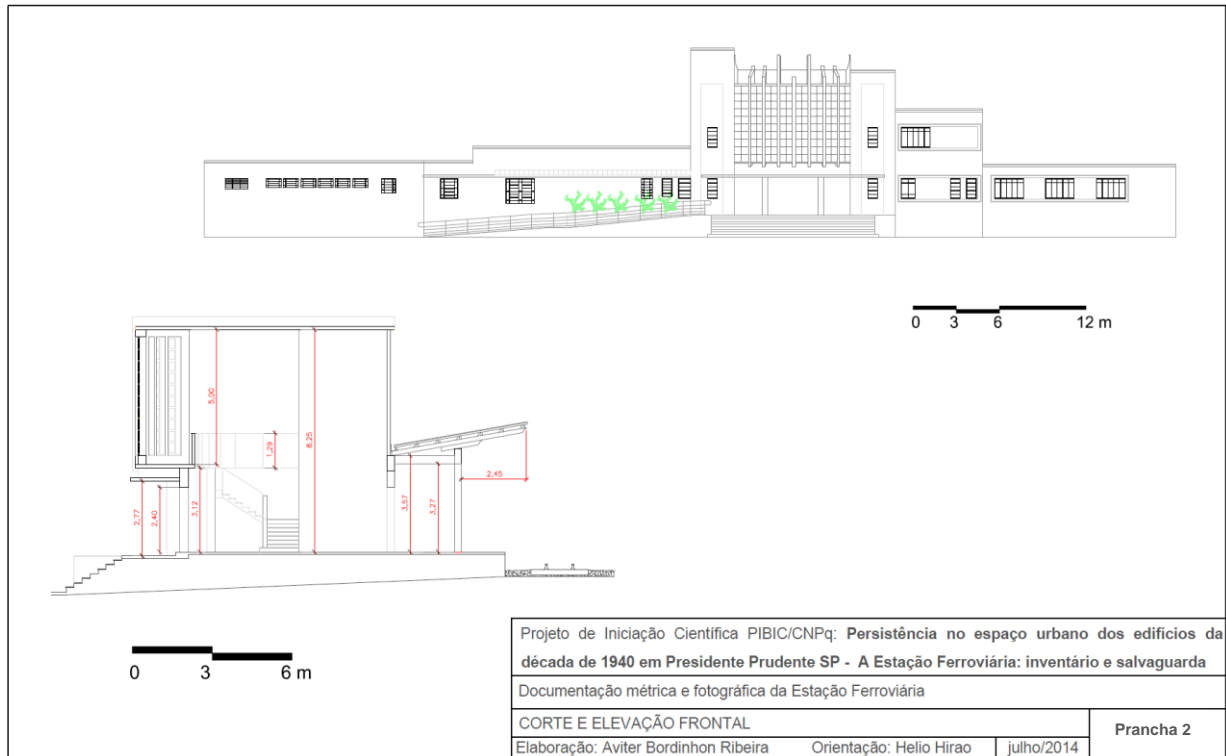 0 3 6 12 m
5,00
8,25
1,29
2,45
2,77
2,40
3,12
3,57
3,27
0 3 6 m
Projeto de Iniciação Científica PIBIC/CNPq: Persistência no espaço urbano dos edifícios da
década de 1940 em Presidente Prudente SP - A Estação Ferroviária: inventário e salvaguarda
Documentação métrica e fotográfica da Estação Ferroviária
CORTE E ELEVAÇÃO FRONTAL
Prancha 2
Elaboração: Aviter Bordinhon Ribeira Orientação: Helio Hirao julho/2014